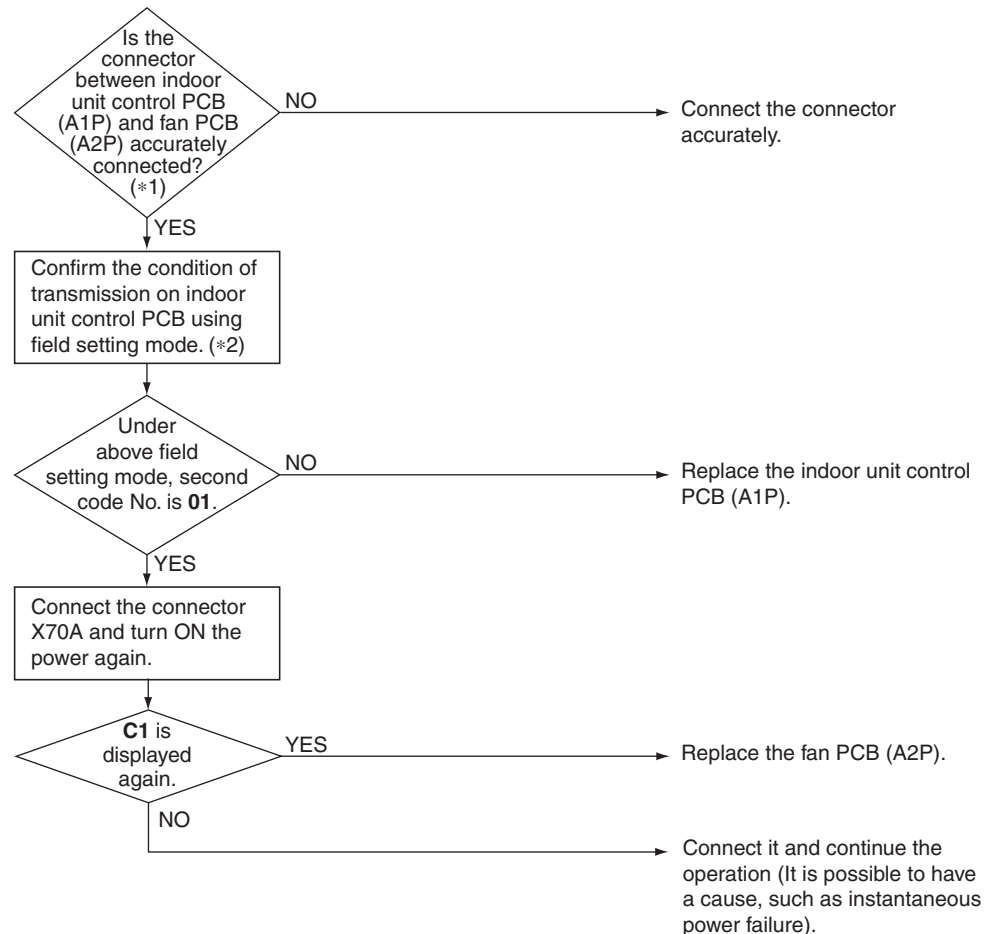 Is the
connector
between indoor
unit control PCB
(A1P) and fan PCB
(A2P) accurately
connected?
(*1)
NO
Connect the connector
accurately.
YES
Confirm the condition of
transmission on indoor
unit control PCB using
field setting mode. (*2)
Under
above field
setting mode, second
code No. is 01.
NO
Replace the indoor unit control
PCB (A1P).
YES
Connect the connector
X70A and turn ON the
power again.
C1 is
displayed
again.
YES
Replace the fan PCB (A2P).
NO
Connect it and continue the
operation (It is possible to have
a cause, such as instantaneous
power failure).